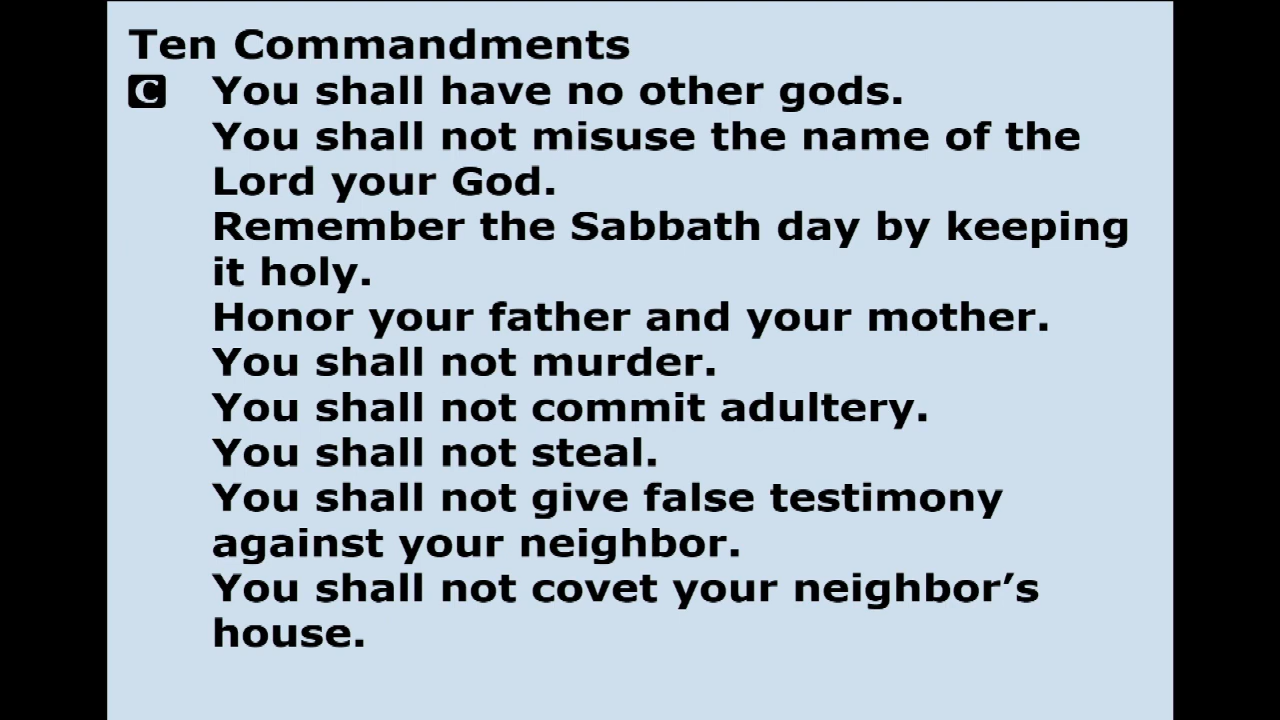 Ten Commandments
C You shall have no other gods.
You shall not misuse the name of the
Lord your God.
Remember the Sabbath day by keeping
it holy.
Honor your father and your mother.
You shall not murder.
You shall not commit adultery.
You shall not steal.
You shall not give false testimony
against your neighbor.
You shall not covet your neighbor’s
house.